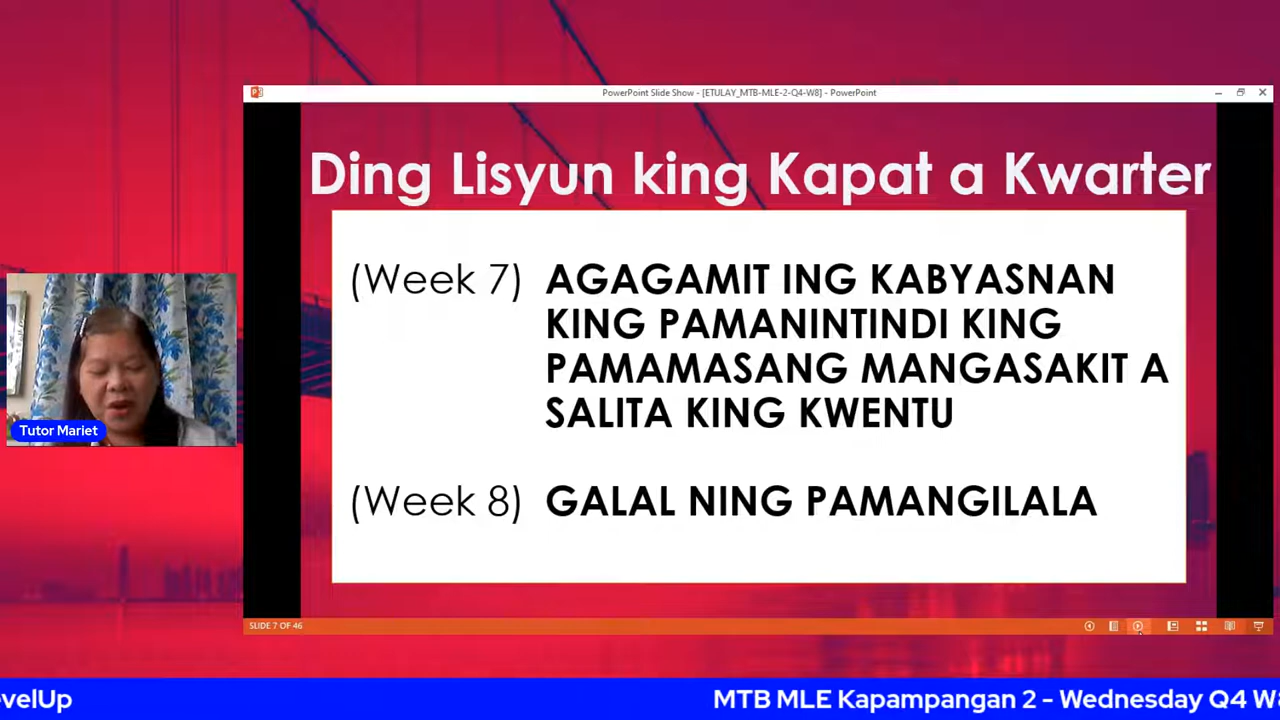 PowerPoint Slide Show - [ETULAY_MTB-MLE-2-Q4-W8] - PowerPoint
Ding Lisyun king Kapat a Kwarter
(Week 7) AGAGAMIT ING KABYASNAN
KING PAMANINTINDI KING
PAMAMASANG MANGASAKIT A
SALITA KING KWENTU
(Week 8) GALAL NING PAMANGILALA
Tutor Mariet
SLIDE 7 OF 46
evelUp MTB MLE Kapampangan 2 - Wednesday Q4 W8